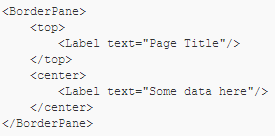 <BorderPane>
    <top>
        <Label text="Page Title"/>
    </top>
    <center>
        <Label text="Some data here"/>
    </center>
</BorderPane>